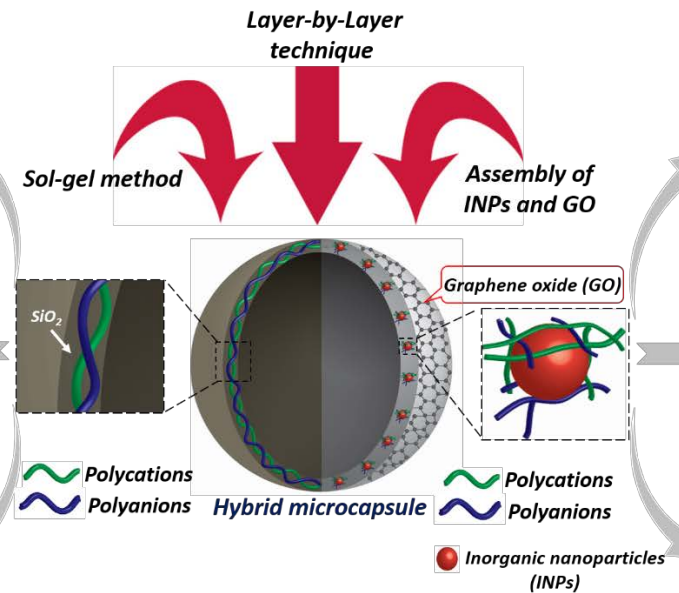 Layer-by-Layer
technique
Sol-gel method
Assembly of
INPs and GO
Graphene oxide (GO)
SiO₂
Polycations
Polyanions
Hybrid microcapsule
Polycations
Polyanions
Inorganic nanoparticles
(INPs)